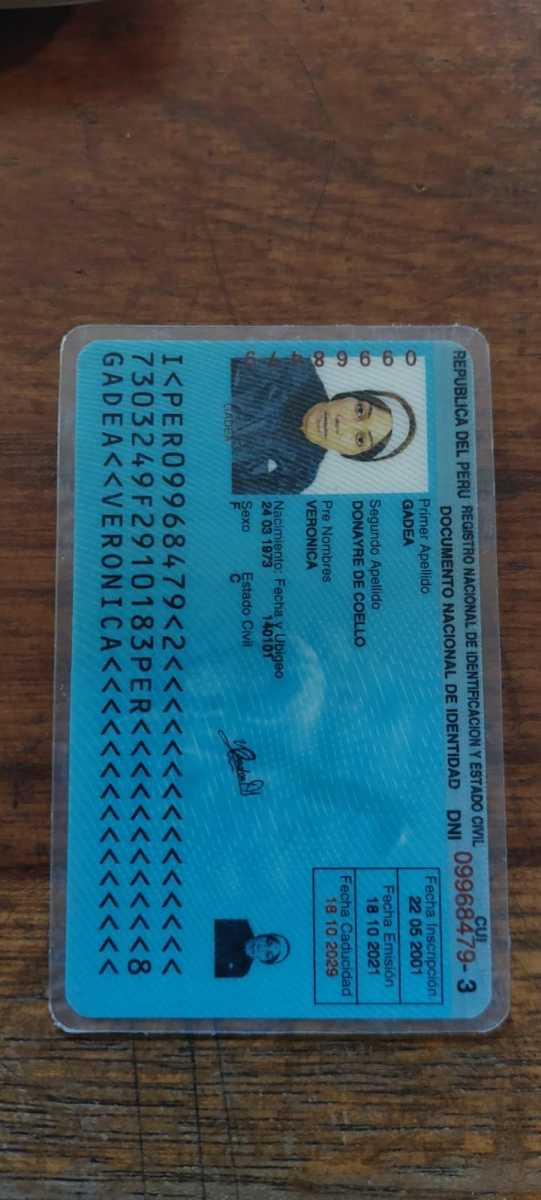 REPUBLICA DEL PERU REGISTRO NACIONAL DE IDENTIFICACION Y ESTADO CIVIL
DOCUMENTO NACIONAL DE IDENTIDAD DNI 09968479-3
CUI
Primer Apellido
GADEA
Segundo Apellido
DONAYRE DE COELLO
Pre Nombres
VERONICA
Nacimiento: Fecha y Ubigeo
24 03 1973 140101
Sexo Estado Civil
F C
Fecha Inscripción
22 05 2001
Fecha Emisión
18 10 2021
Fecha Caducidad
18 10 2029
GADEA
I<PER09968479<2<<<<<<<<<<<<<<<
7303249F2910183PER<<<<<<<<<<<8
GADEA<<VERONICA<<<<<<<<<<<<<<<